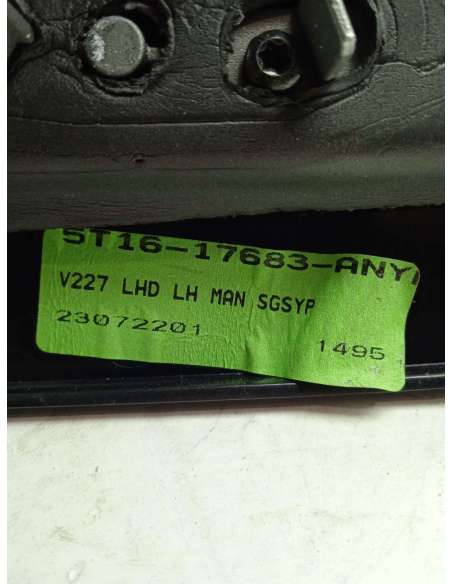 5T16-17683-ANY
V227 LHD LH MAN SGSYP
23072201
1495